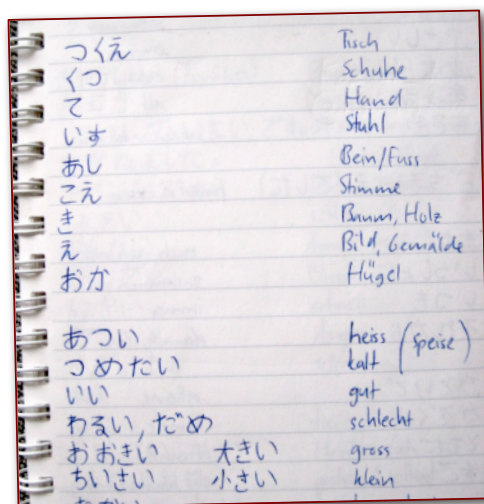 つくえ Tisch
くつ Schuhe
て Hand
いす Stuhl
あし Bein/Fuss
こえ Stimme
き Baum, Holz
え Bild, Gemälde
おか Hügel
あつい heiss (Speise)
つめたい kalt
いい gut
わるい, だめ schlecht
おおきい 大きい gross
ちいさい 小さい klein